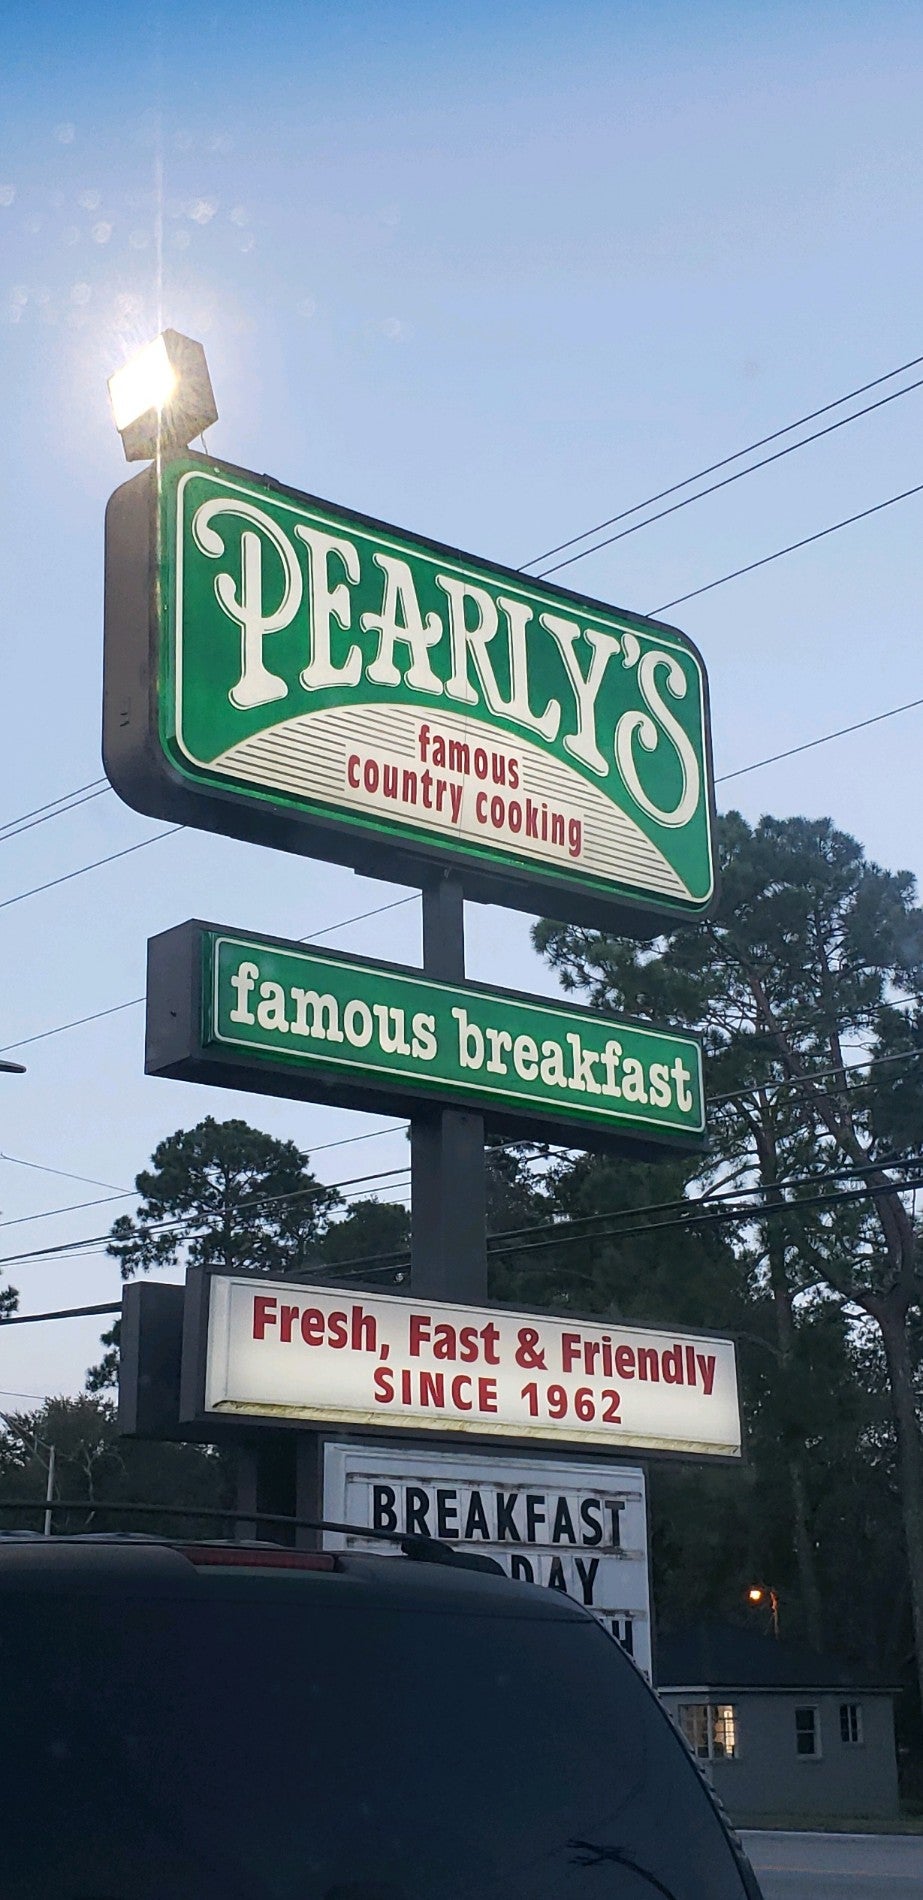 PEARLY'S
famous
country cooking
famous breakfast
Fresh, Fast & Friendly
SINCE 1962
BREAKFAST